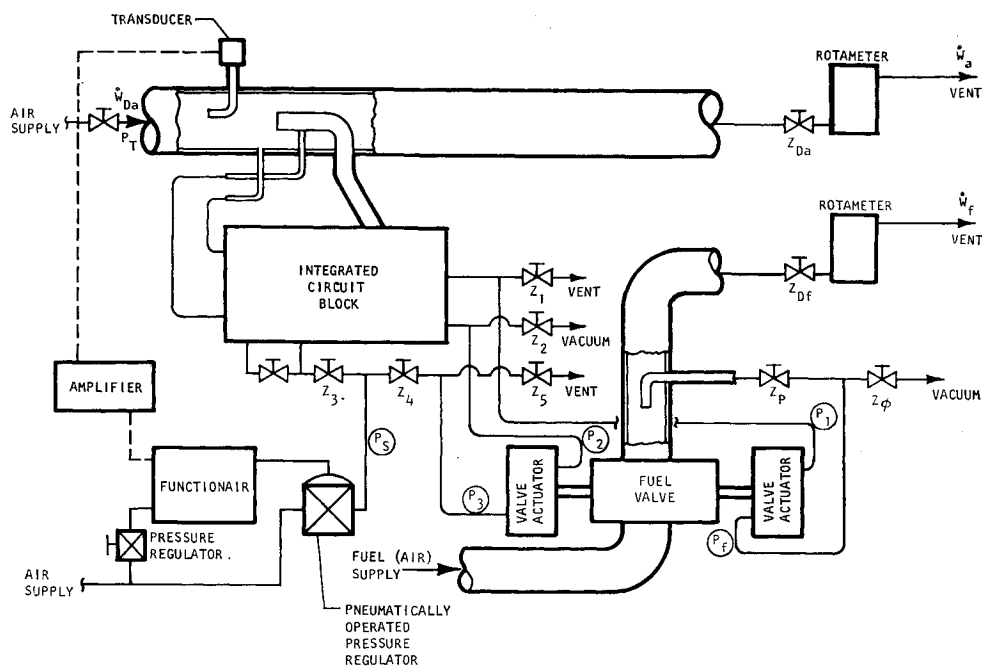 TRANSDUCER
ROTAMETER
Ẇa
VENT
AIR
SUPPLY
ẆDa
PT
ZDa
ROTAMETER
Ẇf
VENT
ZDf
INTEGRATED
CIRCUIT
BLOCK
Z1
VENT
Z2
VACUUM
AMPLIFIER
Z3.
Z4
Z5
VENT
ZP
Zϕ
VACUUM
PS
P2
P1
FUNCTIONAIR
P3
VALVE
ACTUATOR
FUEL
VALVE
VALVE
ACTUATOR
Pf
PRESSURE
REGULATOR.
FUEL (AIR)
SUPPLY
AIR
SUPPLY
PNEUMATICALLY
OPERATED
PRESSURE
REGULATOR